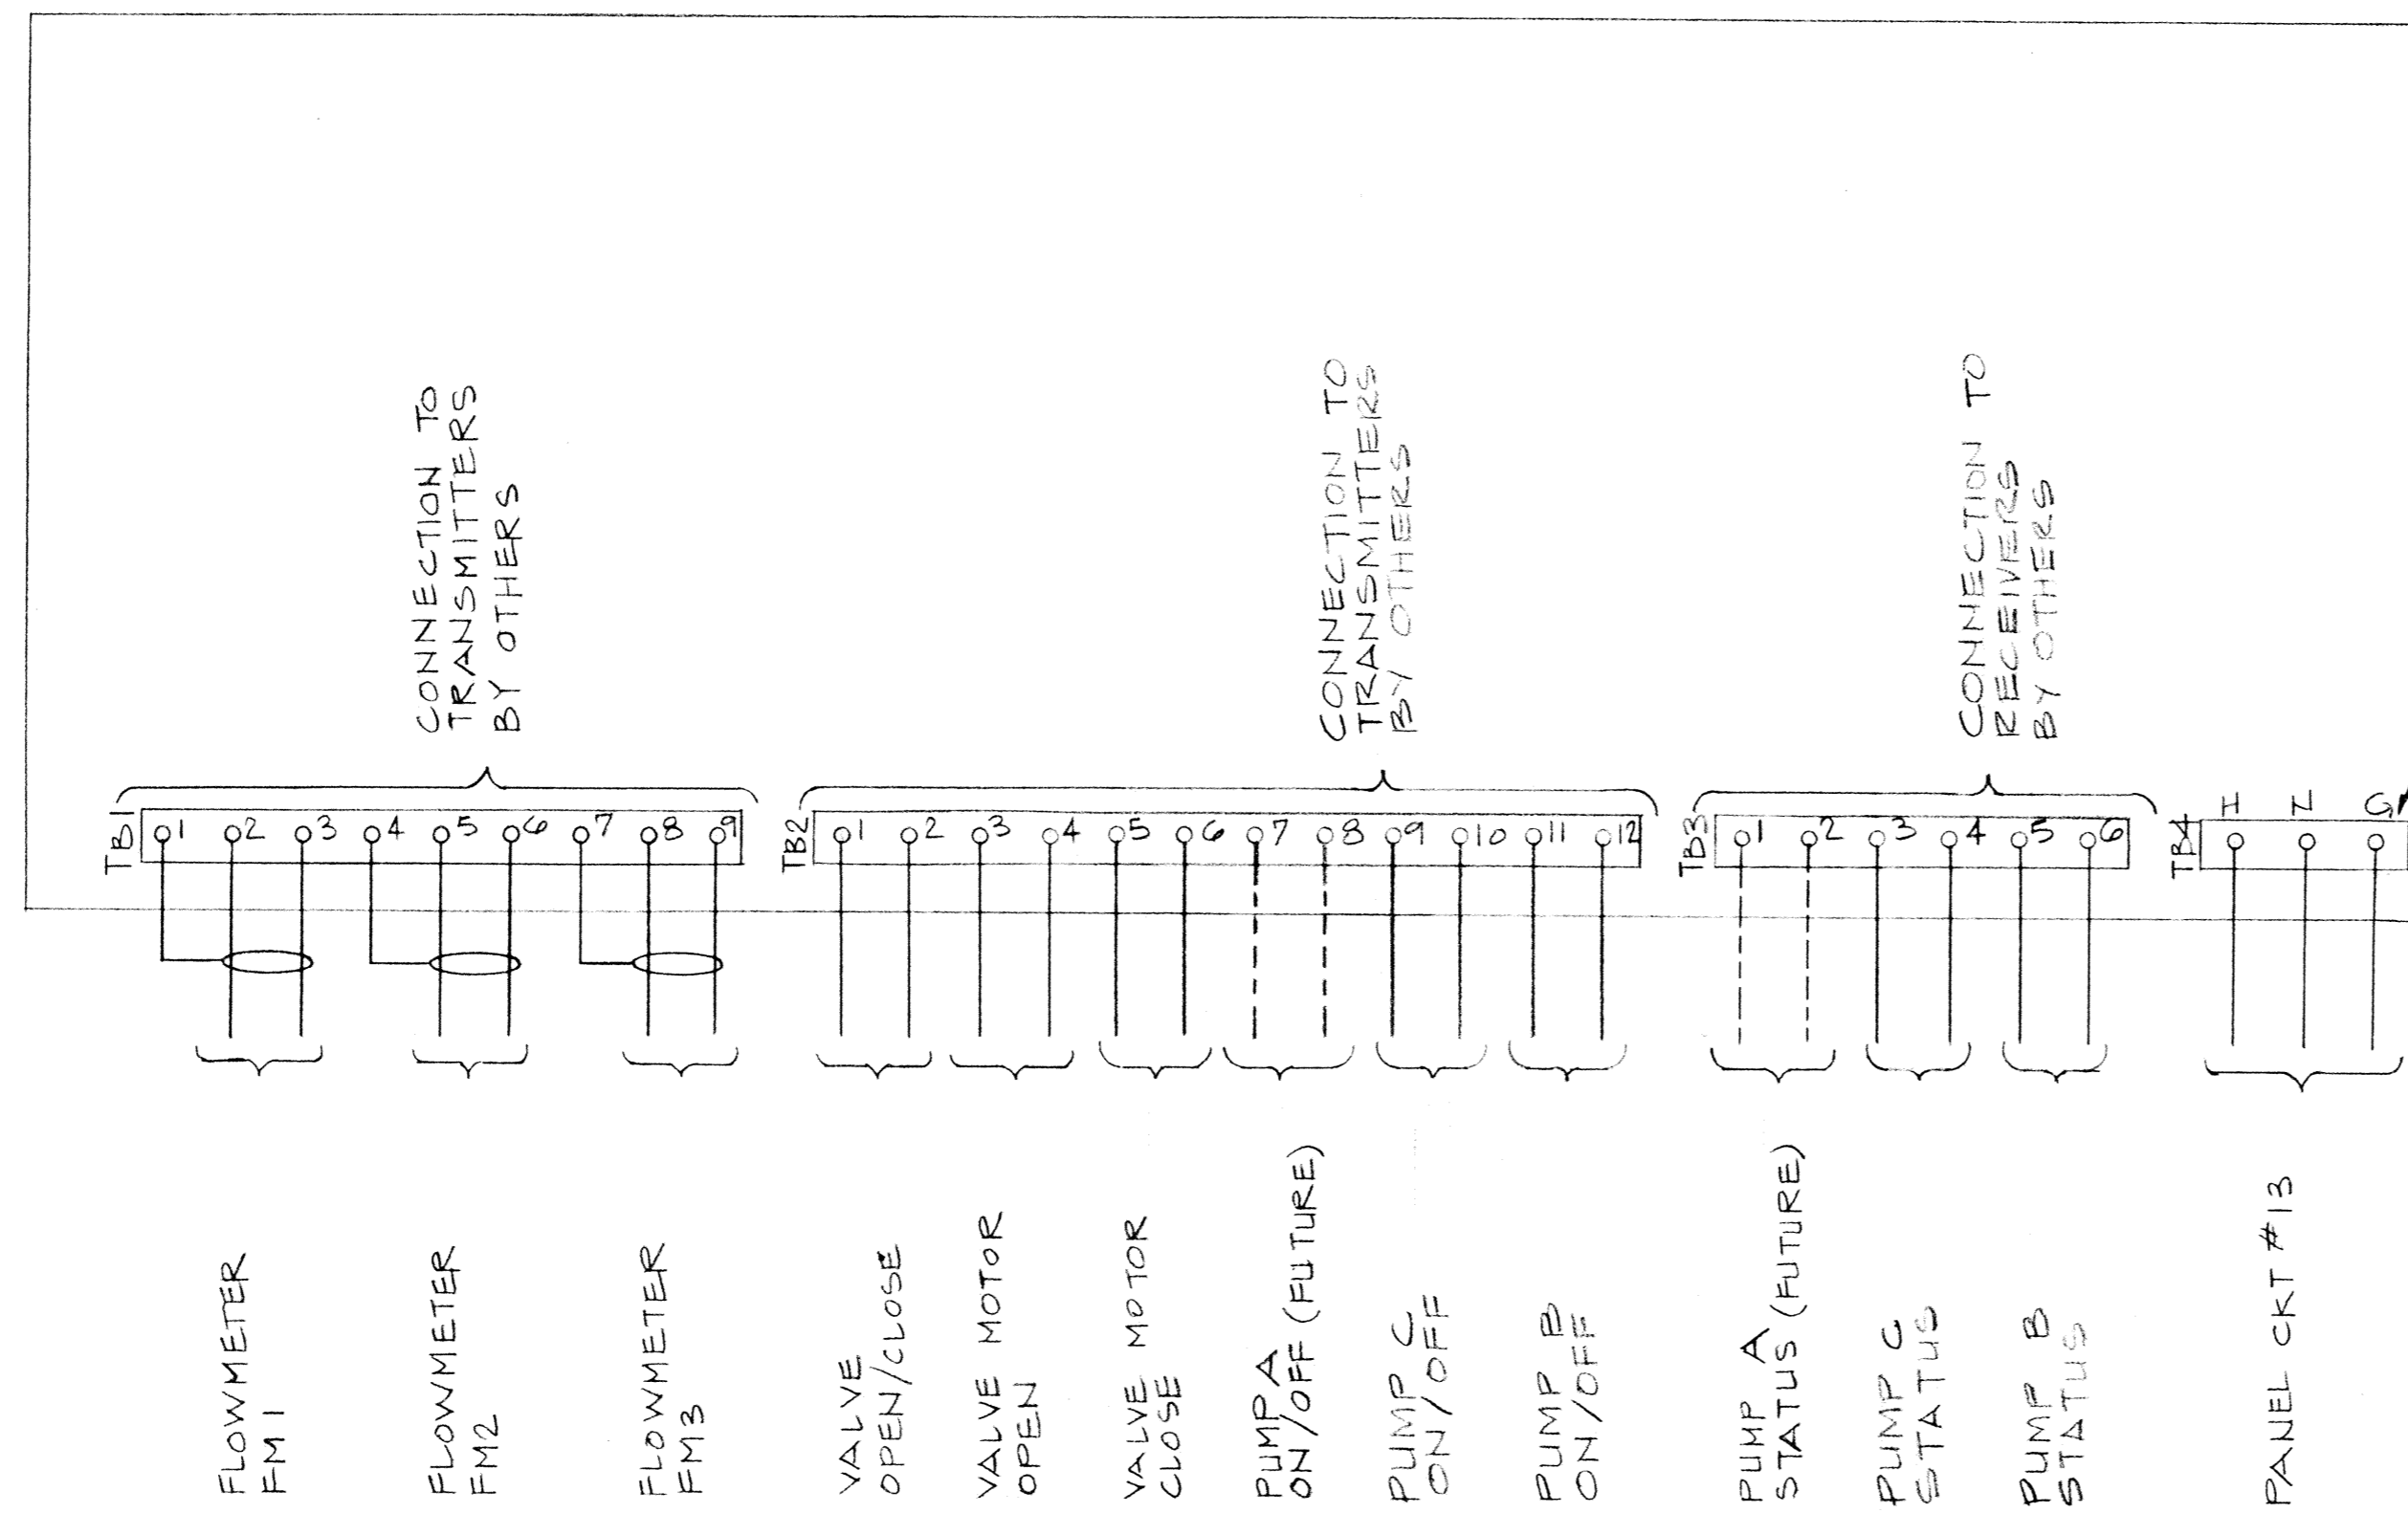 CONNECTION TO
TRANSMITTERS
BY OTHERS
CONNECTION TO
TRANSMITTERS
BY OTHERS
CONNECTION TO
RECEIVERS
BY OTHERS
TB1
1 2 3 4 5 6 7 8 9
TB2
1 2 3 4 5 6 7 8 9 10 11 12
TB3
1 2 3 4 5 6
TB4
H N G
FLOWMETER
FM1
FLOWMETER
FM2
FLOWMETER
FM3
VALVE
OPEN/CLOSE
VALVE MOTOR
OPEN
VALVE MOTOR
CLOSE
PUMP A
ON/OFF (FUTURE)
PUMP C
ON/OFF
PUMP B
ON/OFF
PUMP A
STATUS (FUTURE)
PUMP C
STATUS
PUMP B
STATUS
PANEL CKT #13